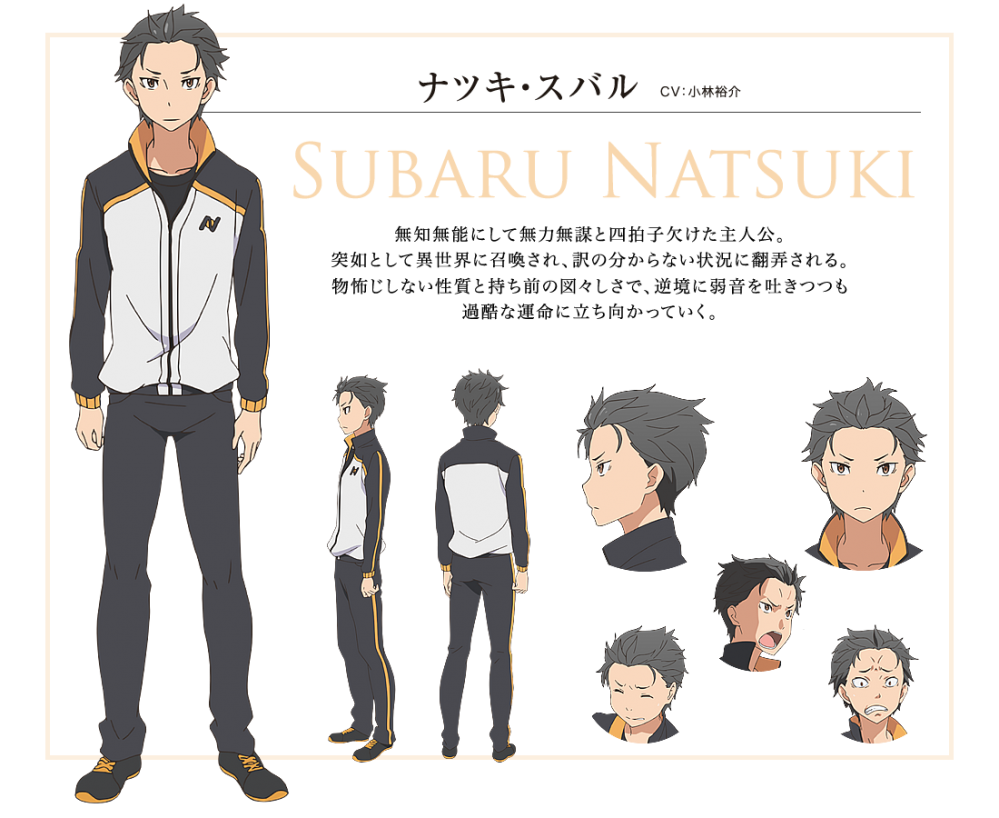 ナツキ・スバル CV:小林裕介
SUBARU NATSUKI
無知無能にして無力無謀と四拍子欠けた主人公。
突如として異世界に召喚され、訳の分からない状況に翻弄される。
物怖じしない性質と持ち前の図々しさで、逆境に弱音を吐きつつも
過酷な運命に立ち向かっていく。